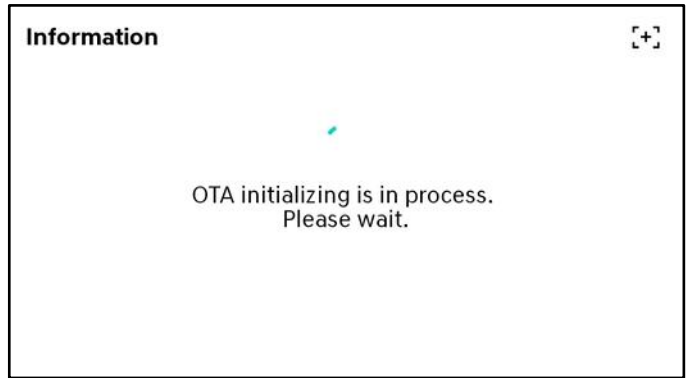 Information
OTA initializing is in process.
Please wait.